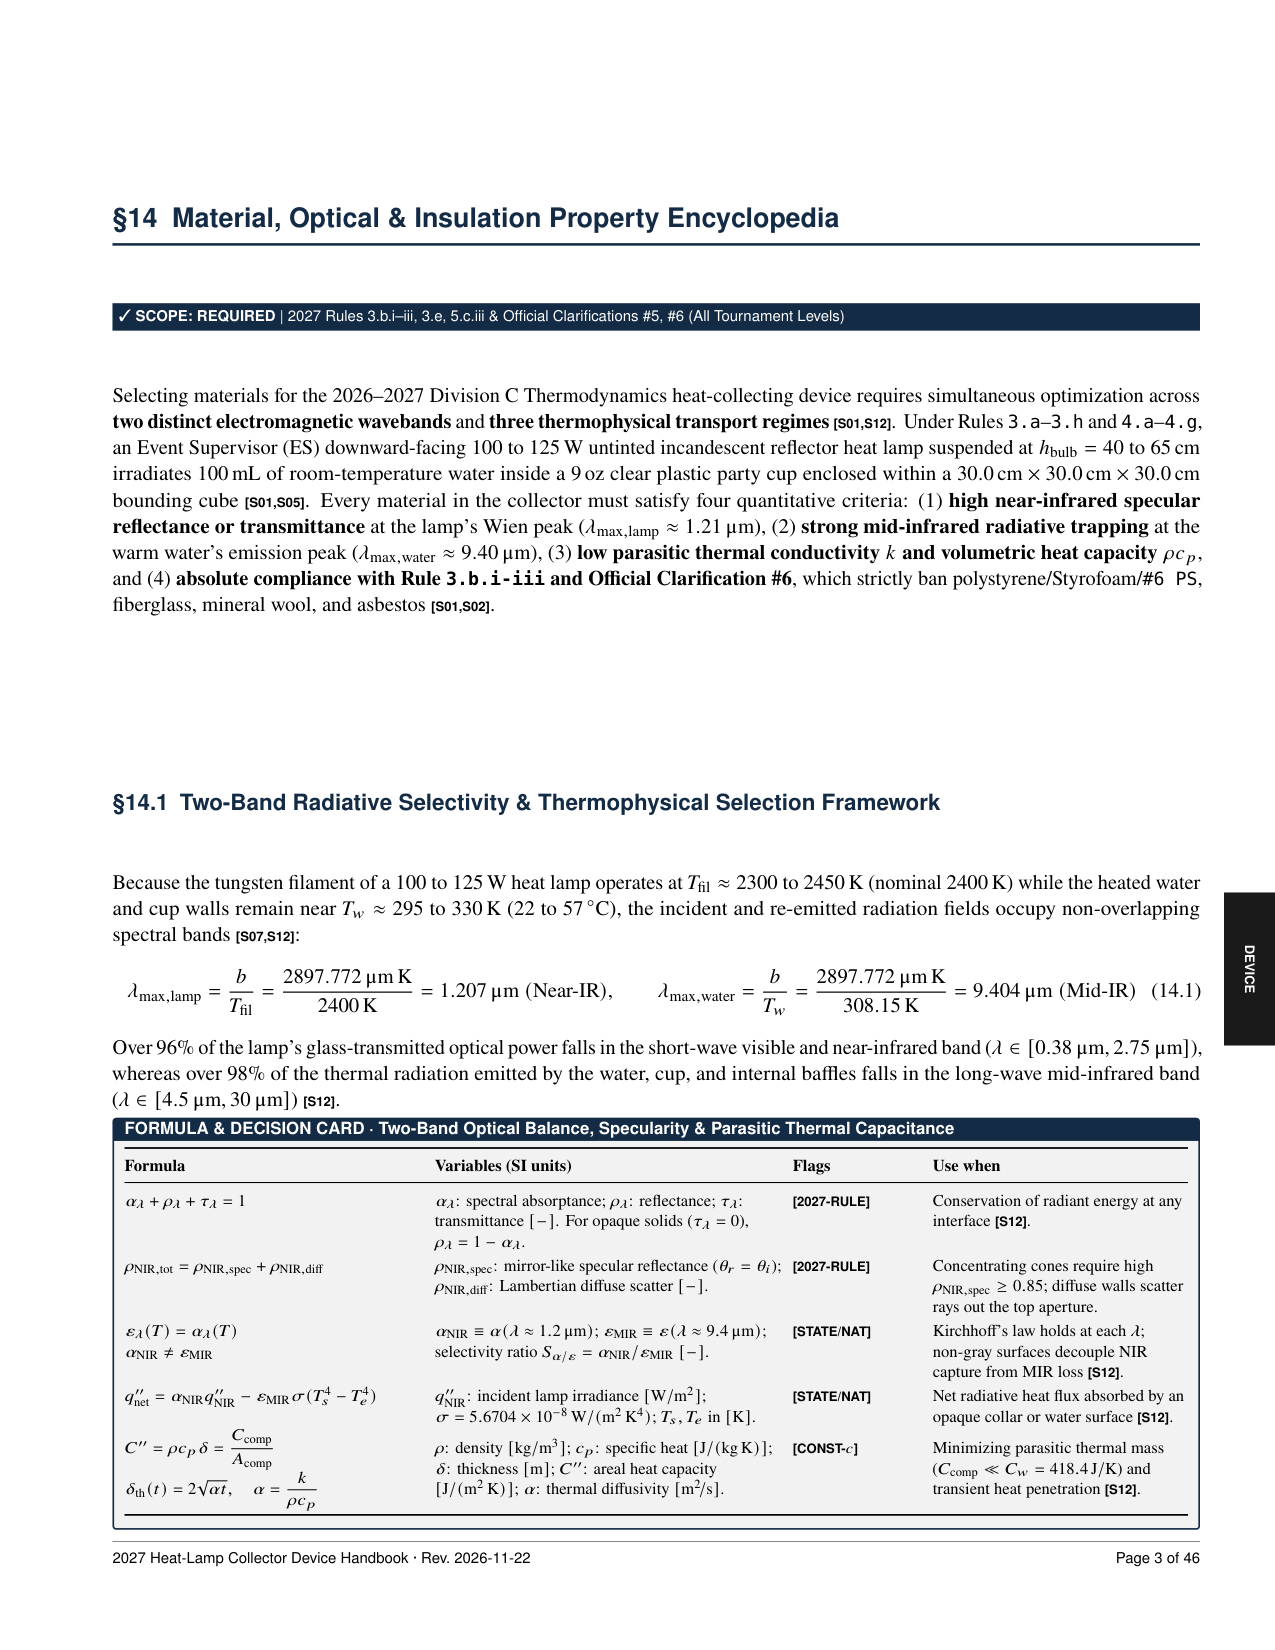 §14 Material, Optical & Insulation Property Encyclopedia
✓ SCOPE: REQUIRED | 2027 Rules 3.b.i–iii, 3.e, 5.c.iii & Official Clarifications #5, #6 (All Tournament Levels)
Selecting materials for the 2026–2027 Division C Thermodynamics heat-collecting device requires simultaneous optimization across
two distinct electromagnetic wavebands and three thermophysical transport regimes [S01,S12]. Under Rules 3.a–3.h and 4.a–4.g,
an Event Supervisor (ES) downward-facing 100 to 125 W untinted incandescent reflector heat lamp suspended at h_bulb = 40 to 65 cm
irradiates 100 mL of room-temperature water inside a 9 oz clear plastic party cup enclosed within a 30.0 cm × 30.0 cm × 30.0 cm
bounding cube [S01,S05]. Every material in the collector must satisfy four quantitative criteria: (1) high near-infrared specular
reflectance or transmittance at the lamp's Wien peak (λ_max,lamp ≈ 1.21 µm), (2) strong mid-infrared radiative trapping at the
warm water's emission peak (λ_max,water ≈ 9.40 µm), (3) low parasitic thermal conductivity k and volumetric heat capacity ρc_p,
and (4) absolute compliance with Rule 3.b.i-iii and Official Clarification #6, which strictly ban polystyrene/Styrofoam/#6 PS,
fiberglass, mineral wool, and asbestos [S01,S02].
§14.1 Two-Band Radiative Selectivity & Thermophysical Selection Framework
Because the tungsten filament of a 100 to 125 W heat lamp operates at T_fil ≈ 2300 to 2450 K (nominal 2400 K) while the heated water
and cup walls remain near T_w ≈ 295 to 330 K (22 to 57 °C), the incident and re-emitted radiation fields occupy non-overlapping
spectral bands [S07,S12]:
λ_max,lamp = b/T_fil = 2897.772 µm K/2400 K = 1.207 µm (Near-IR), λ_max,water = b/T_w = 2897.772 µm K/308.15 K = 9.404 µm (Mid-IR) (14.1)
Over 96% of the lamp's glass-transmitted optical power falls in the short-wave visible and near-infrared band (λ ∈ [0.38 µm, 2.75 µm]),
whereas over 98% of the thermal radiation emitted by the water, cup, and internal baffles falls in the long-wave mid-infrared band
(λ ∈ [4.5 µm, 30 µm]) [S12].
FORMULA & DECISION CARD · Two-Band Optical Balance, Specularity & Parasitic Thermal Capacitance
Formula Variables (SI units) Flags Use when
α_λ + ρ_λ + τ_λ = 1 α_λ: spectral absorptance; ρ_λ: reflectance; τ_λ: [2027-RULE] Conservation of radiant energy at any
transmittance [−]. For opaque solids (τ_λ = 0), interface [S12].
ρ_λ = 1 − α_λ.
ρ_NIR,tot = ρ_NIR,spec + ρ_NIR,diff ρ_NIR,spec: mirror-like specular reflectance (θ_r = θ_i); [2027-RULE] Concentrating cones require high
ρ_NIR,diff: Lambertian diffuse scatter [−]. ρ_NIR,spec ≥ 0.85; diffuse walls scatter
rays out the top aperture.
ε_λ(T) = α_λ(T) α_NIR ≡ α(λ ≈ 1.2 µm); ε_MIR ≡ ε(λ ≈ 9.4 µm); [STATE/NAT] Kirchhoff's law holds at each λ;
α_NIR ≠ ε_MIR selectivity ratio S_α/ε = α_NIR/ε_MIR [−]. non-gray surfaces decouple NIR
capture from MIR loss [S12].
q″_net = α_NIR q″_NIR − ε_MIR σ(T_s^4 − T_e^4) q″_NIR: incident lamp irradiance [W/m²]; [STATE/NAT] Net radiative heat flux absorbed by an
σ = 5.6704 × 10⁻⁸ W/(m² K⁴); T_s, T_e in [K]. opaque collar or water surface [S12].
C″ = ρc_p δ = C_comp/A_comp ρ: density [kg/m³]; c_p: specific heat [J/(kg K)]; [CONST-c] Minimizing parasitic thermal mass
δ: thickness [m]; C″: areal heat capacity (C_comp ≪ C_w = 418.4 J/K) and
δ_th(t) = 2√αt, α = k/ρc_p [J/(m² K)]; α: thermal diffusivity [m²/s]. transient heat penetration [S12].
DEVICE
2027 Heat-Lamp Collector Device Handbook · Rev. 2026-11-22 Page 3 of 46